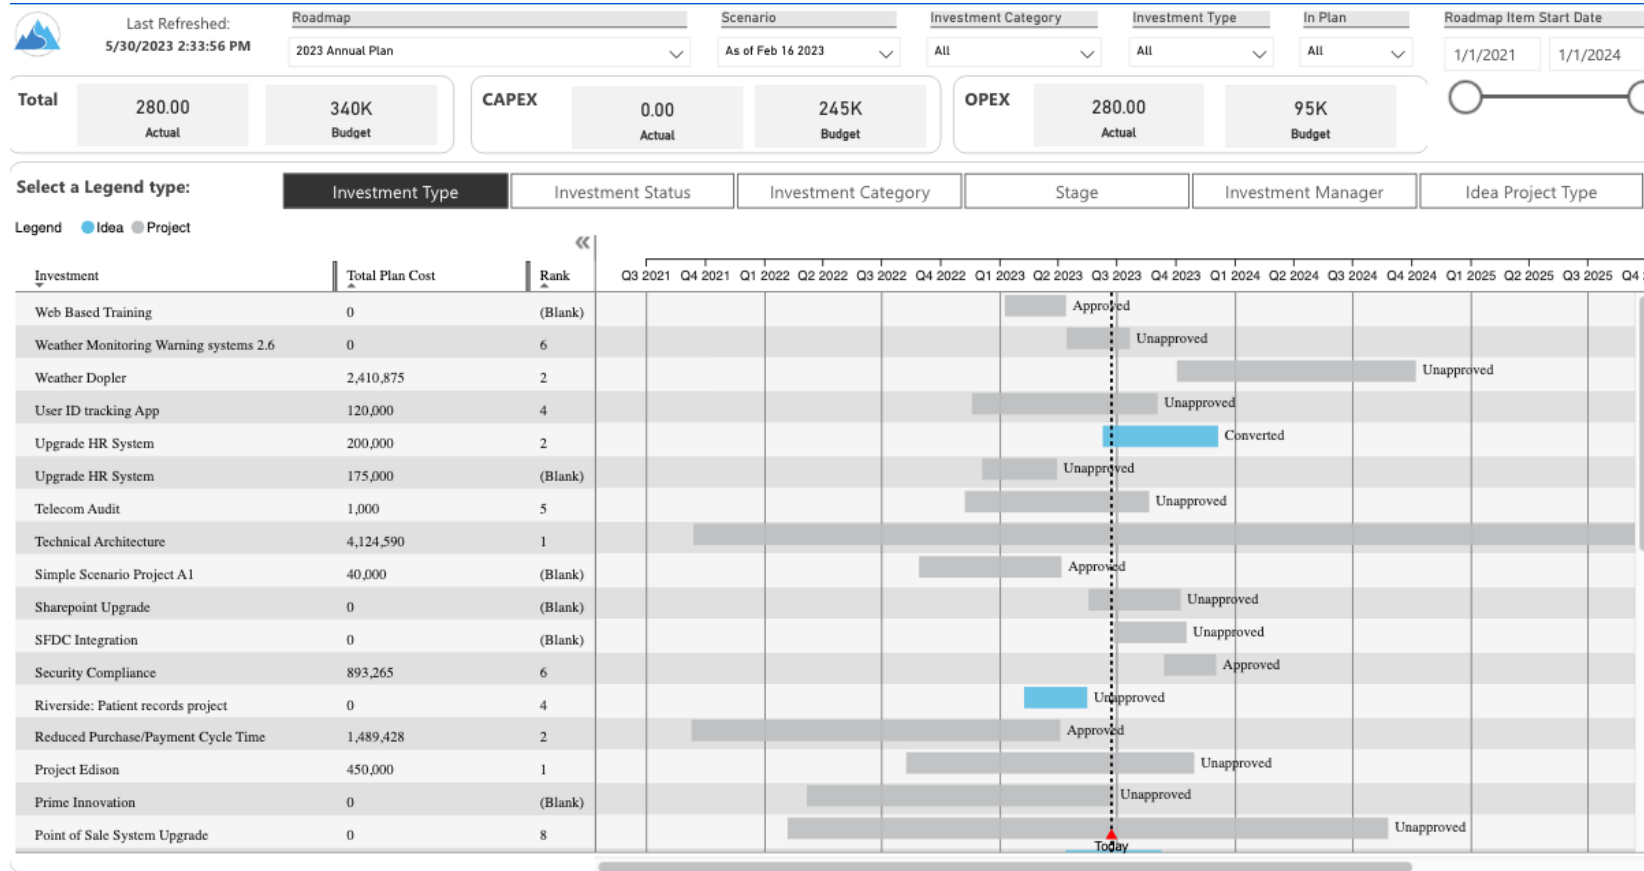 Last Refreshed:
5/30/2023 2:33:56 PM
Roadmap
2023 Annual Plan
Scenario
As of Feb 16 2023
Investment Category
All
Investment Type
All
In Plan
All
Roadmap Item Start Date
1/1/2021 1/1/2024
Total
280.00
Actual
340K
Budget
CAPEX
0.00
Actual
245K
Budget
OPEX
280.00
Actual
95K
Budget
Select a Legend type:
Investment Type Investment Status Investment Category Stage Investment Manager Idea Project Type
Legend Idea Project
Investment Total Plan Cost Rank
Q3 2021 Q4 2021 Q1 2022 Q2 2022 Q3 2022 Q4 2022 Q1 2023 Q2 2023 Q3 2023 Q4 2023 Q1 2024 Q2 2024 Q3 2024 Q4 2024 Q1 2025 Q2 2025 Q3 2025 Q4
Web Based Training 0 (Blank) Approved
Weather Monitoring Warning systems 2.6 0 6 Unapproved
Weather Dopler 2,410,875 2 Unapproved
User ID tracking App 120,000 4 Unapproved
Upgrade HR System 200,000 2 Converted
Upgrade HR System 175,000 (Blank) Unapproved
Telecom Audit 1,000 5 Unapproved
Technical Architecture 4,124,590 1
Simple Scenario Project A1 40,000 (Blank) Approved
Sharepoint Upgrade 0 (Blank) Unapproved
SFDC Integration 0 (Blank) Unapproved
Security Compliance 893,265 6 Approved
Riverside: Patient records project 0 4 Unapproved
Reduced Purchase/Payment Cycle Time 1,489,428 2 Approved
Project Edison 450,000 1 Unapproved
Prime Innovation 0 (Blank) Unapproved
Point of Sale System Upgrade 0 8 Unapproved
Today